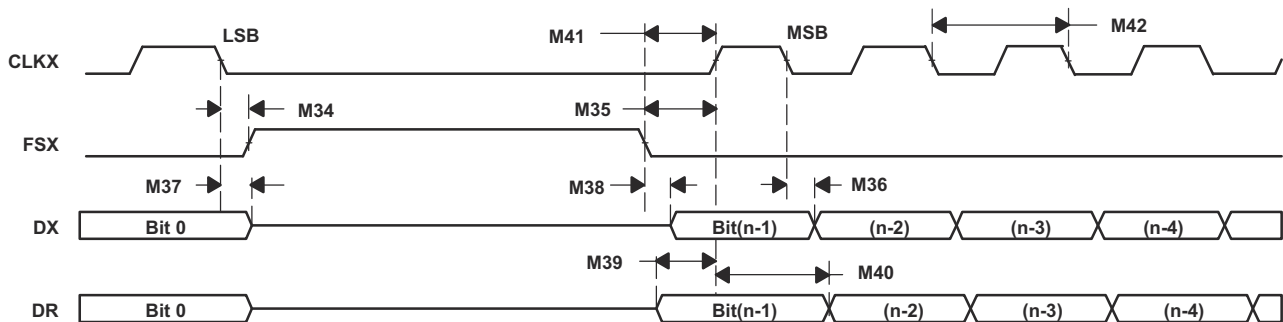 LSB
M41
MSB
M42
CLKX
M34
M35
FSX
M37
M38
M36
DX
Bit 0
Bit(n-1)
(n-2)
(n-3)
(n-4)
M39
M40
DR
Bit 0
Bit(n-1)
(n-2)
(n-3)
(n-4)